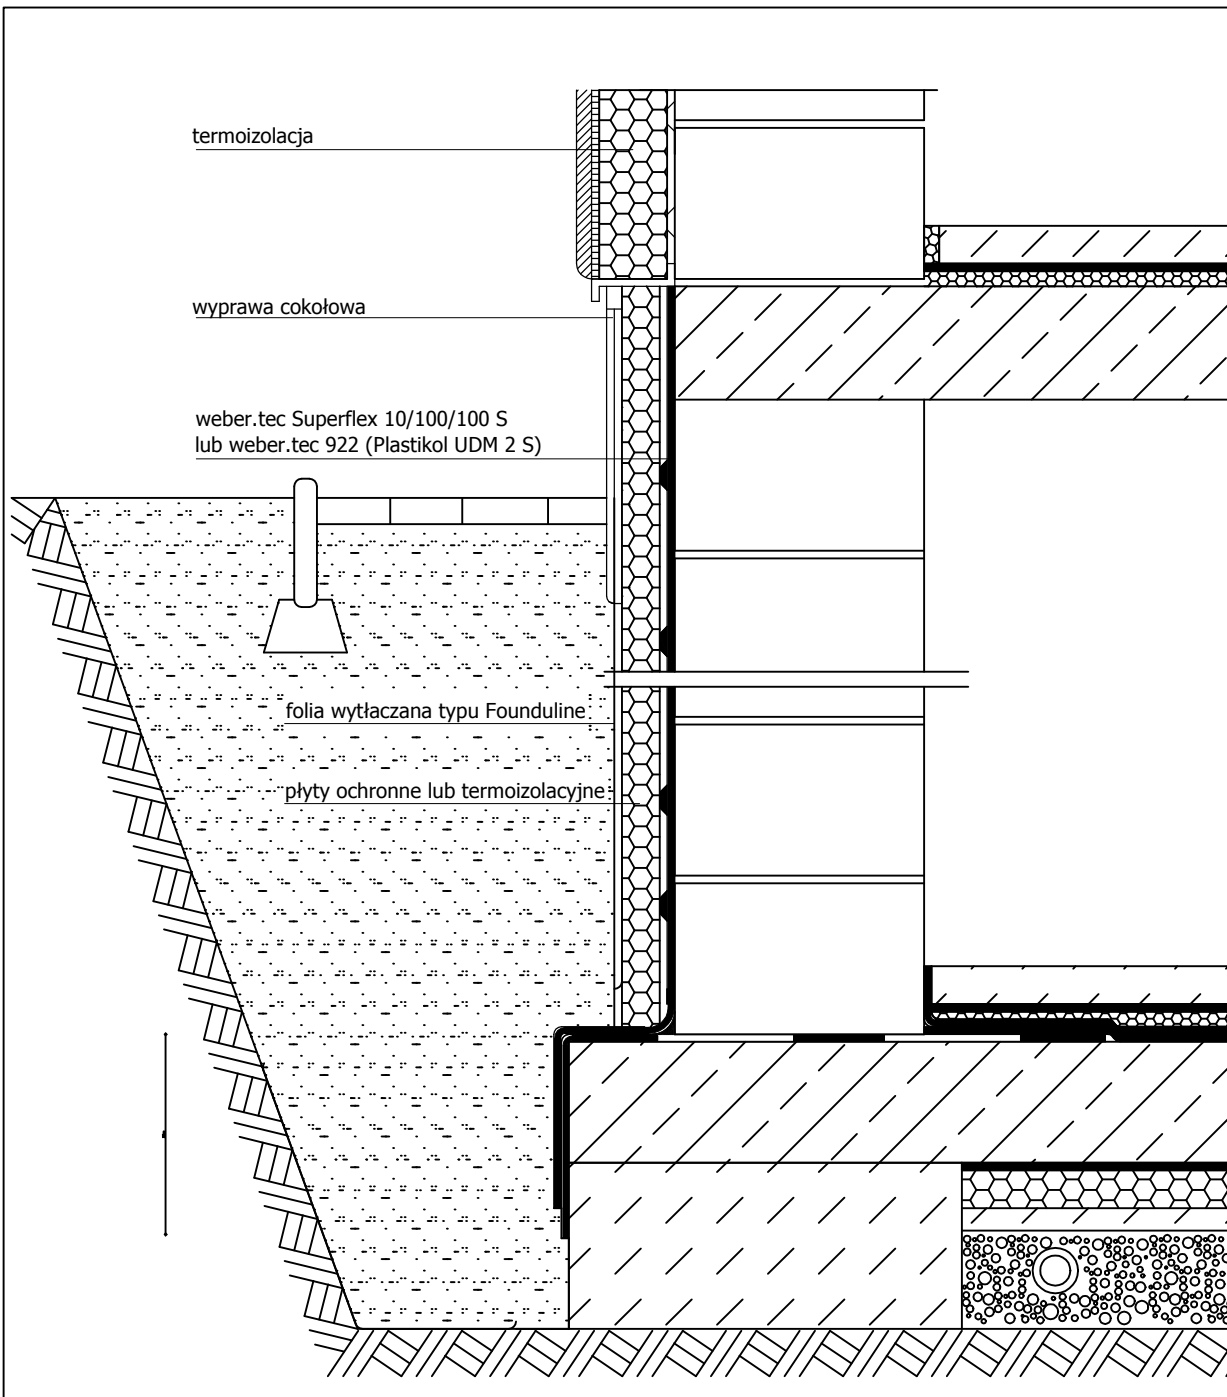 termoizolacja
wyprawa cokołowa
weber.tec Superflex 10/100/100 S
lub weber.tec 922 (Plastikol UDM 2 S)
folia wytłaczana typu Founduline
płyty ochronne lub termoizolacyjne